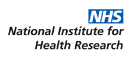 NHS
National Institute for
Health Research